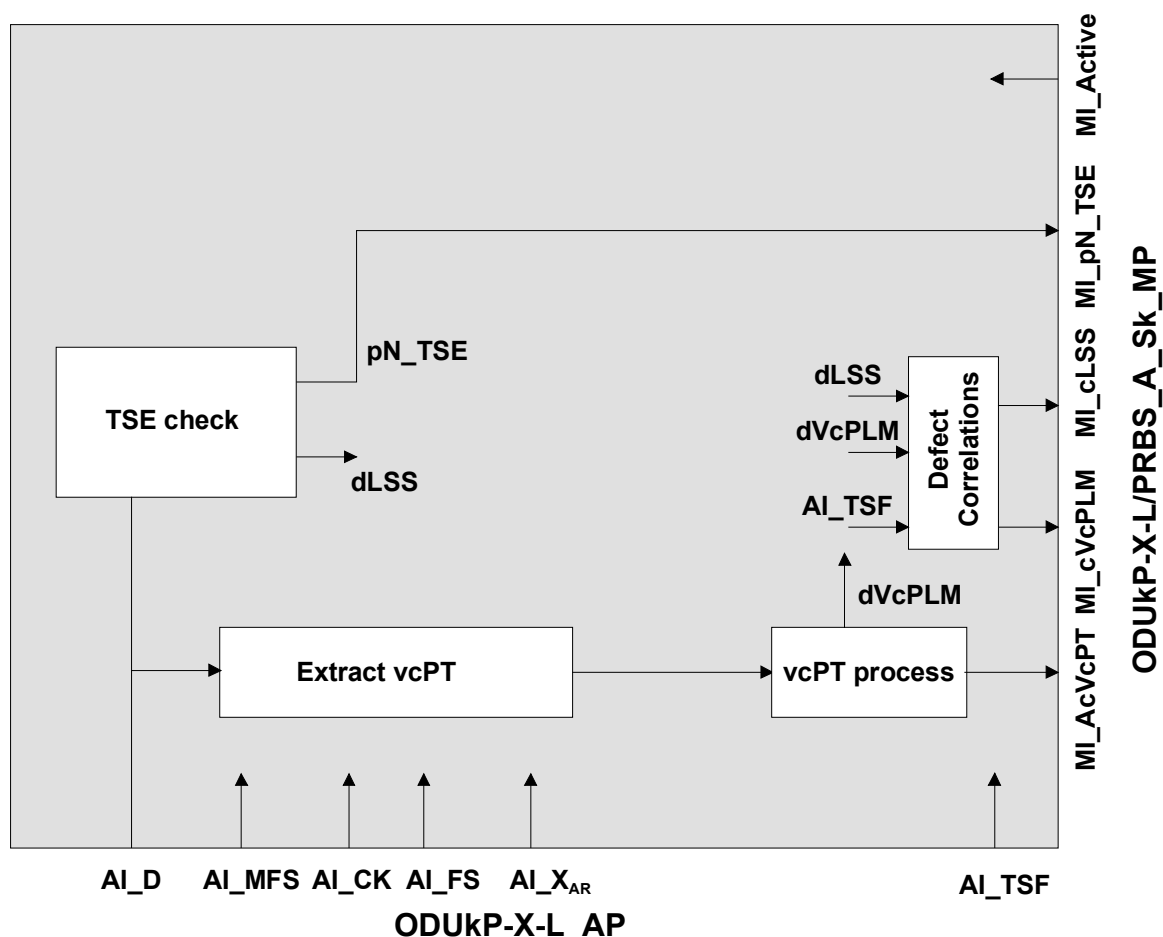 MI_Active
MI_pN_TSE
MI_cLSS
MI_cVcPLM
MI_AcVcPT
ODUkP-X-L/PRBS_A_Sk_MP
pN_TSE
TSE check
dLSS
dLSS
dVcPLM
AI_TSF
Defect
Correlations
dVcPLM
Extract vcPT
vcPT process
AI_D AI_MFS AI_CK AI_FS AI_XAR AI_TSF
ODUkP-X-L_AP